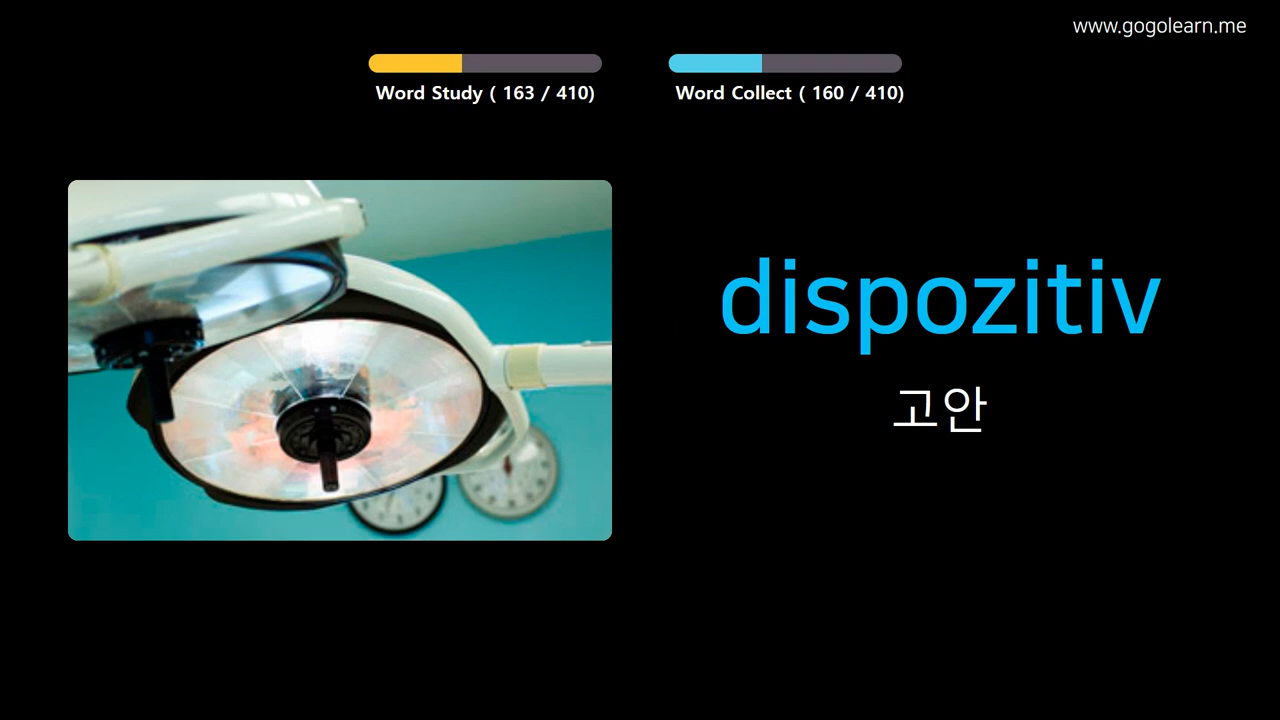 www.gogolearn.me
Word Study ( 163 / 410)
Word Collect ( 160 / 410)
dispozitiv
고안